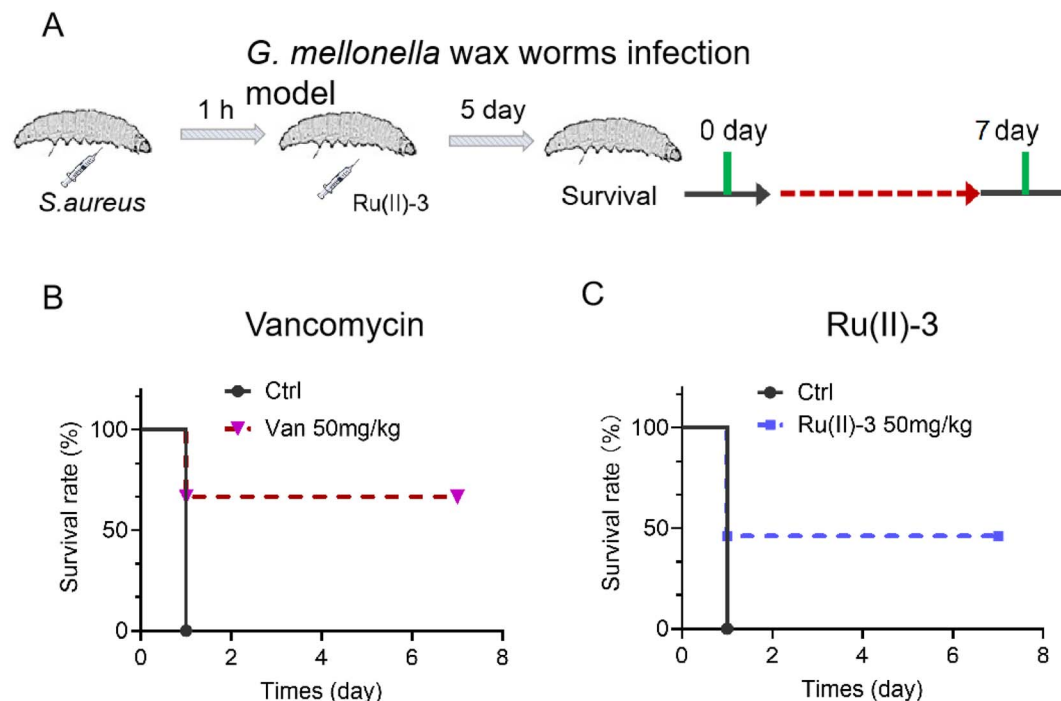 A
G. mellonella wax worms infection
model
1 h
5 day
0 day
7 day
S.aureus
Ru(II)-3
Survival
B
Vancomycin
Ctrl
Van 50mg/kg
Survival rate (%)
100
50
0
0 2 4 6 8
Times (day)
C
Ru(II)-3
Ctrl
Ru(II)-3 50mg/kg
Survival rate (%)
100
50
0
0 2 4 6 8
Times (day)